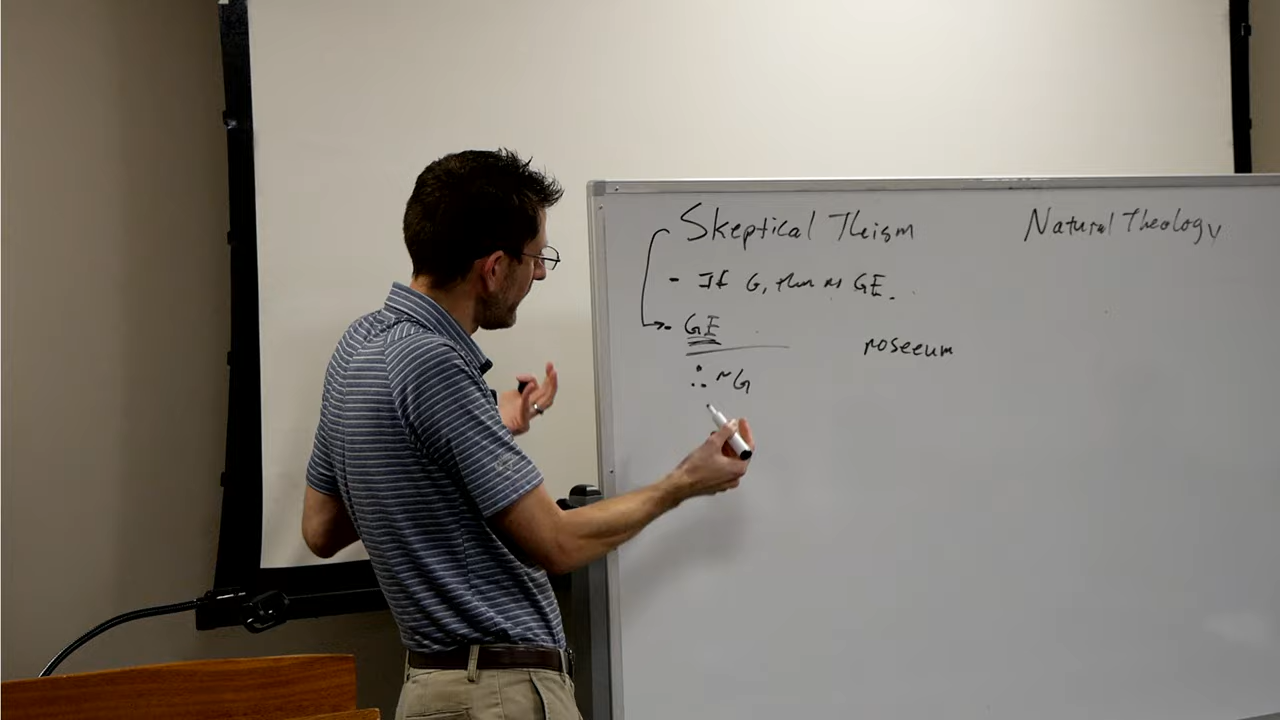 Skeptical Theism
Natural Theology
- If G, then no GE.
- GE
∴ ~G
noseeum